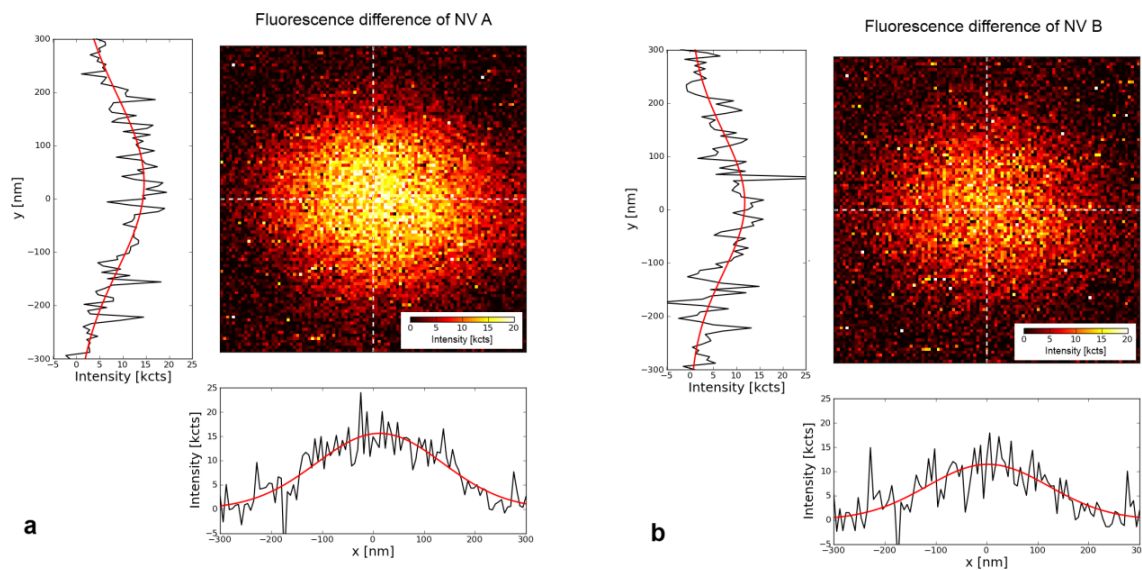 Fluorescence difference of NV A
300
200
100
0
−100
−200
−300
y [nm]
−5 0 5 10 15 20 25
Intensity [kcts]
0 5 10 15 20
Intensity [kcts]
25
20
15
10
5
0
−5
Intensity [kcts]
−300 −200 −100 0 100 200 300
x [nm]
a
Fluorescence difference of NV B
300
200
100
0
−100
−200
−300
y [nm]
−5 0 5 10 15 20 25
Intensity [kcts]
0 5 10 15 20
Intensity [kcts]
25
20
15
10
5
0
−5
Intensity [kcts]
−300 −200 −100 0 100 200 300
x [nm]
b